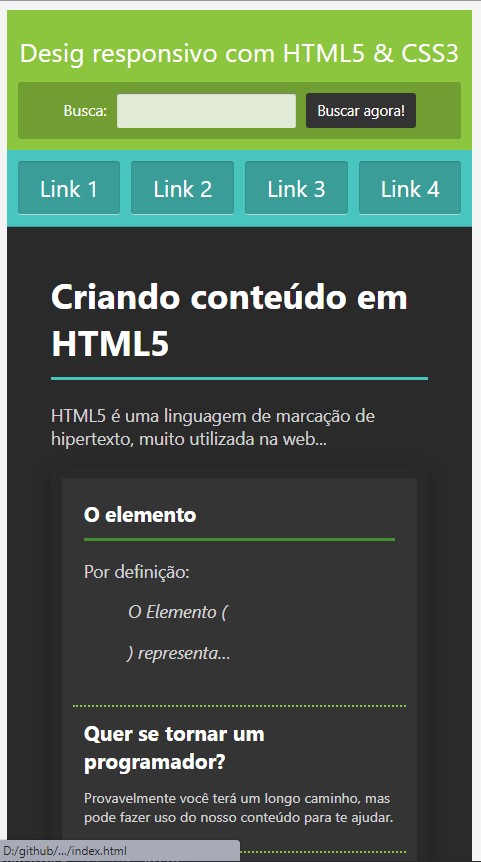 Desig responsivo com HTML5 & CSS3
Busca: Buscar agora!
Link 1 Link 2 Link 3 Link 4
Criando conteúdo em
HTML5
HTML5 é uma linguagem de marcação de
hipertexto, muito utilizada na web...
O elemento
Por definição:
O Elemento (
) representa...
Quer se tornar um
programador?
Provavelmente você terá um longo caminho, mas
pode fazer uso do nosso conteúdo para te ajudar.
D:/github/.../index.html